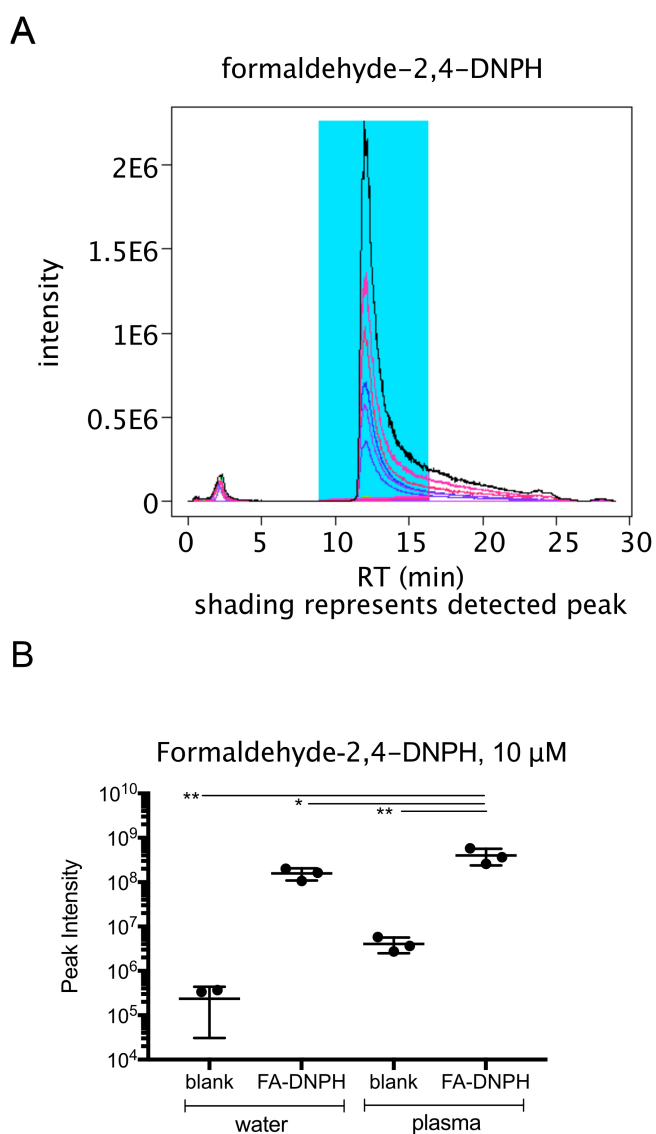 A
formaldehyde-2,4-DNPH
intensity
2E6
1.5E6
1E6
0.5E6
0
0 5 10 15 20 25 30
RT (min)
shading represents detected peak
B
Formaldehyde-2,4-DNPH, 10 µM
Peak Intensity
10¹⁰
10⁹
10⁸
10⁷
10⁶
10⁵
10⁴
**
*
**
blank FA-DNPH blank FA-DNPH
water plasma